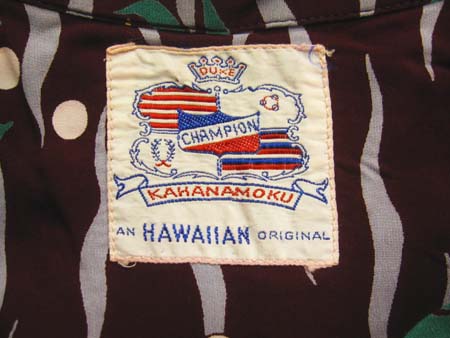 DUKE
CHAMPION
KAHANAMOKU
AN HAWAIIAN ORIGINAL